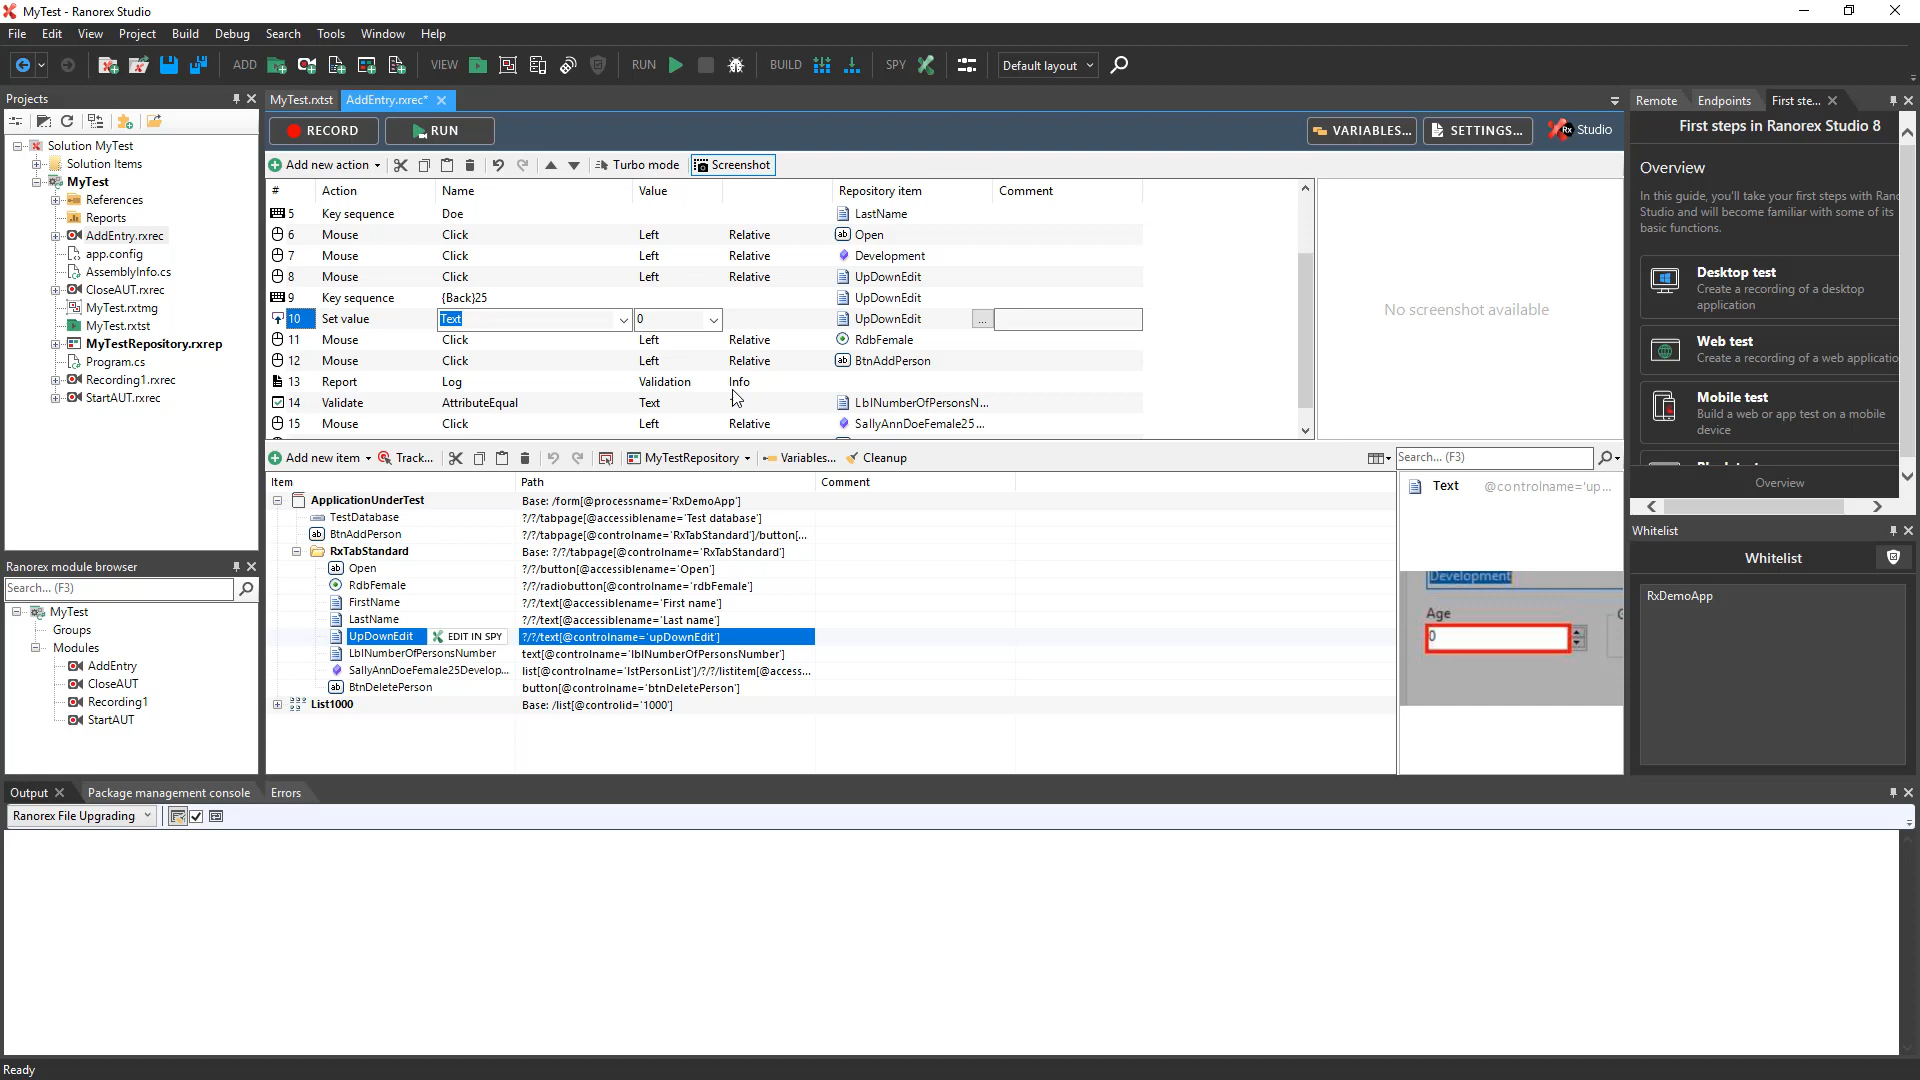 MyTest - Ranorex Studio
File Edit View Project Build Debug Search Tools Window Help
ADD VIEW RUN BUILD SPY Default layout
Projects
Solution MyTest
Solution Items
MyTest
References
Reports
AddEntry.rxrec
app.config
AssemblyInfo.cs
CloseAUT.rxrec
MyTest.rxtmg
MyTest.rxtst
MyTestRepository.rxrep
Program.cs
Recording1.rxrec
StartAUT.rxrec
Ranorex module browser
Search... (F3)
MyTest
Groups
Modules
AddEntry
CloseAUT
Recording1
StartAUT
MyTest.rxtst AddEntry.rxrec*
RECORD RUN VARIABLES... SETTINGS... Rx Studio
Add new action Turbo mode Screenshot
# Action Name Value Repository item Comment
5 Key sequence Doe LastName
6 Mouse Click Left Relative ab Open
7 Mouse Click Left Relative Development
8 Mouse Click Left Relative UpDownEdit
9 Key sequence {Back}25 UpDownEdit
10 Set value Text 0 UpDownEdit ...
11 Mouse Click Left Relative RdbFemale
12 Mouse Click Left Relative ab BtnAddPerson
13 Report Log Validation Info
14 Validate AttributeEqual Text LblNumberOfPersonsN...
15 Mouse Click Left Relative SallyAnnDoeFemale25...
No screenshot available
Add new item Track... MyTestRepository Variables... Cleanup Search... (F3)
Item Path Comment
ApplicationUnderTest Base: /form[@processname='RxDemoApp']
TestDatabase ?/?/tabpage[@accessiblename='Test database']
ab BtnAddPerson ?/?/tabpage[@controlname='RxTabStandard']/button[...
RxTabStandard Base: ?/?/tabpage[@controlname='RxTabStandard']
ab Open ?/?/button[@accessiblename='Open']
RdbFemale ?/?/radiobutton[@controlname='rdbFemale']
FirstName ?/?/text[@accessiblename='First name']
LastName ?/?/text[@accessiblename='Last name']
UpDownEdit EDIT IN SPY ?/?/text[@controlname='upDownEdit']
LblNumberOfPersonsNumber text[@controlname='lblNumberOfPersonsNumber']
SallyAnnDoeFemale25Develop... list[@controlname='lstPersonList']/?/?/listitem[@access...
ab BtnDeletePerson button[@controlname='btnDeletePerson']
List1000 Base: /list[@controlid='1000']
Text @controlname='up...
Development
Age
0
Remote Endpoints First ste...
First steps in Ranorex Studio 8
Overview
In this guide, you'll take your first steps with Rano
Studio and will become familiar with some of its
basic functions.
Desktop test
Create a recording of a desktop
application
Web test
Create a recording of a web applicatio
Mobile test
Build a web or app test on a mobile
device
Overview
Whitelist
Whitelist
RxDemoApp
Output Package management console Errors
Ranorex File Upgrading
Ready